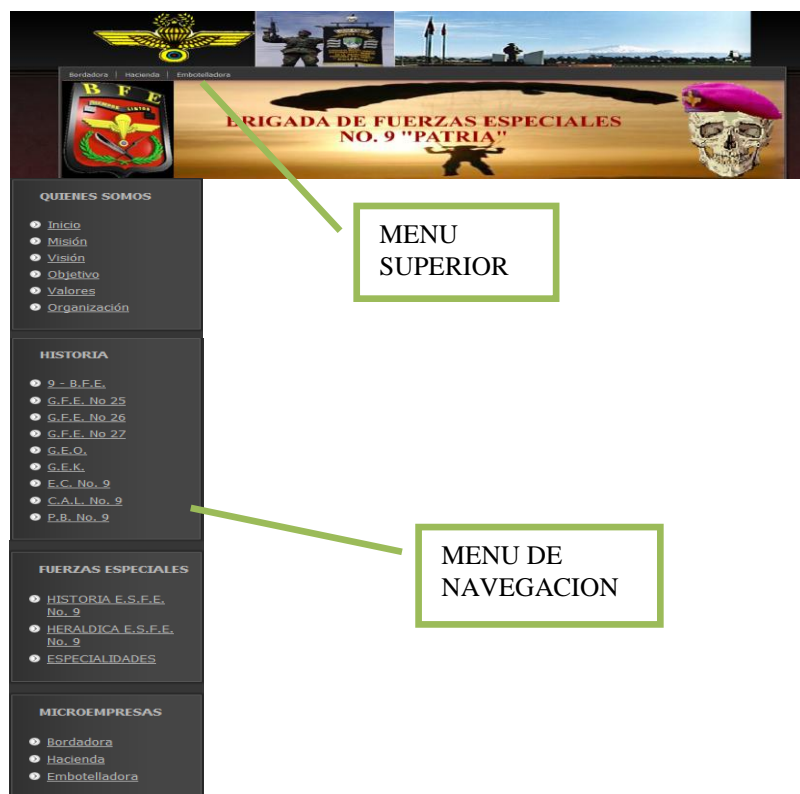 Bordadora | Hacienda | Embotelladora
B F E
BRIGADA DE FUERZAS ESPECIALES
NO. 9 "PATRIA"
QUIENES SOMOS
Inicio
Misión
Visión
Objetivo
Valores
Organización
MENU
SUPERIOR
HISTORIA
9 - B.F.E.
G.F.E. No 25
G.F.E. No 26
G.F.E. No 27
G.E.O.
G.E.K.
E.C. No. 9
C.A.L. No. 9
P.B. No. 9
MENU DE
NAVEGACION
FUERZAS ESPECIALES
HISTORIA E.S.F.E.
No. 9
HERALDICA E.S.F.E.
No. 9
ESPECIALIDADES
MICROEMPRESAS
Bordadora
Hacienda
Embotelladora